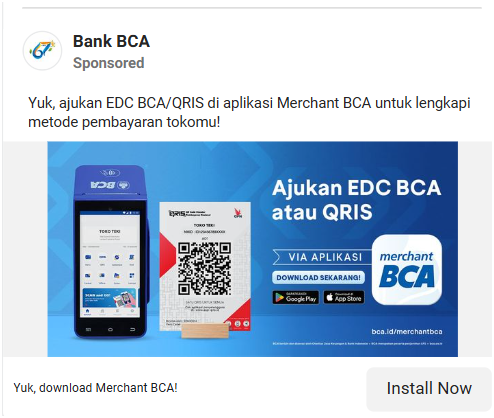 67
Bank BCA
Sponsored
Yuk, ajukan EDC BCA/QRIS di aplikasi Merchant BCA untuk lengkapi
metode pembayaran tokomu!
BCA
TOKO TEKI
QRIS
GPN
TOKO TEKI
Ajukan EDC BCA
atau QRIS
VIA APLIKASI
DOWNLOAD SEKARANG!
Google Play
App Store
merchant
BCA
bca.id/merchantbca
Yuk, download Merchant BCA!
Install Now